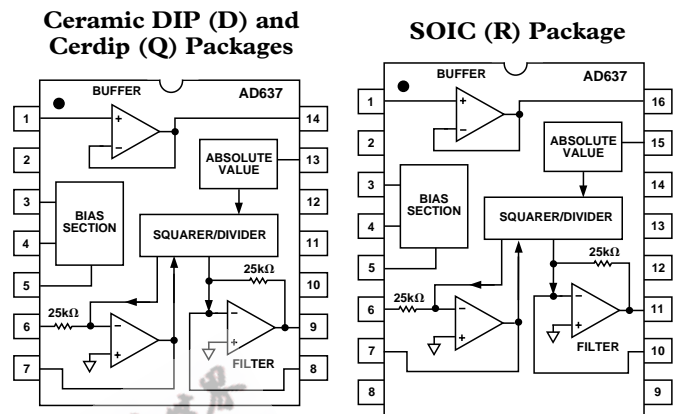 Ceramic DIP (D) and
Cerdip (Q) Packages
BUFFER
AD637
1
14
2
ABSOLUTE
VALUE
13
3
12
BIAS
SECTION
SQUARER/DIVIDER
4
11
5
25kΩ
10
25kΩ
6
9
FILTER
7
8
SOIC (R) Package
BUFFER
AD637
1
16
2
ABSOLUTE
VALUE
15
3
14
BIAS
SECTION
SQUARER/DIVIDER
4
13
5
25kΩ
12
25kΩ
6
11
FILTER
7
10
8
9